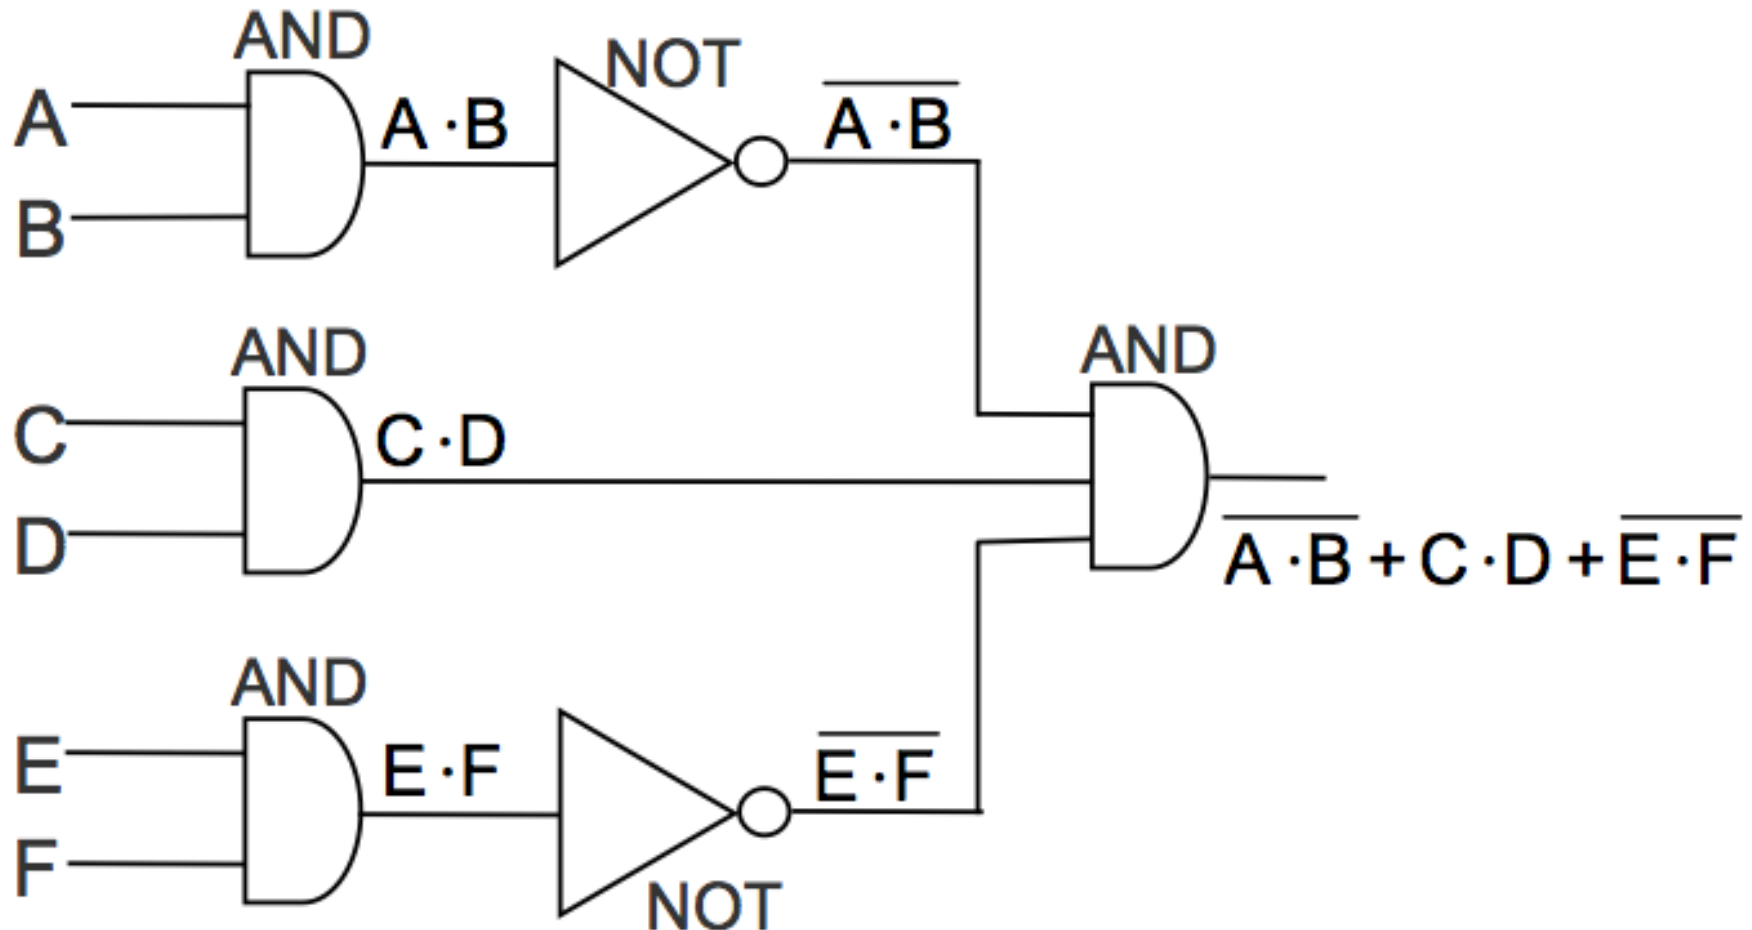 AND
NOT
A
A ·B
A̅ ̅·̅B̅
B
AND
AND
C
C·D
D
A̅ ̅·̅B̅ + C·D + E̅·̅F̅
AND
E
E·F
E̅·̅F̅
F
NOT